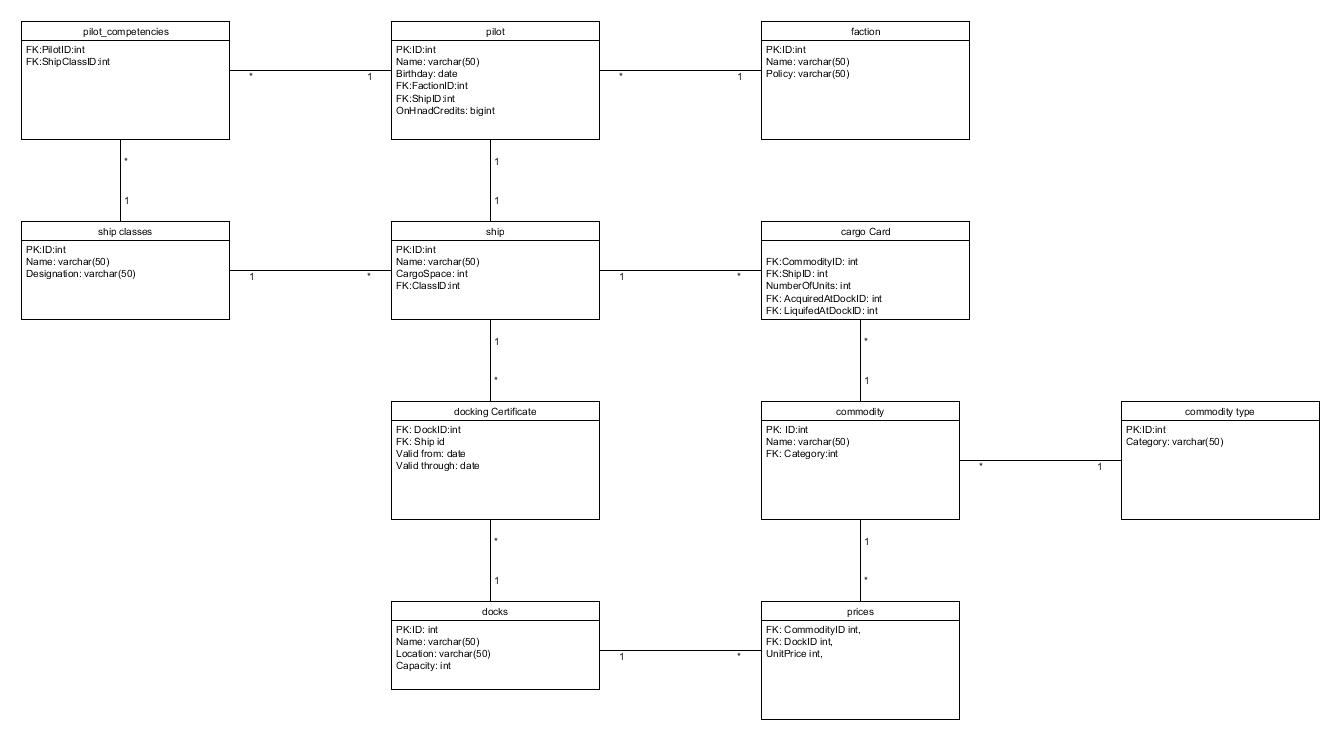 pilot_competencies
FK:PilotID:int
FK:ShipClassID:int
*
1
pilot
PK:ID:int
Name: varchar(50)
Birthday: date
FK:FactionID:int
FK:ShipID:int
OnHnadCredits: bigint
*
1
faction
PK:ID:int
Name: varchar(50)
Policy: varchar(50)
*
1
1
1
ship classes
PK:ID:int
Name: varchar(50)
Designation: varchar(50)
1
*
ship
PK:ID:int
Name: varchar(50)
CargoSpace: int
FK:ClassID:int
1
*
cargo Card
FK:CommodityID: int
FK:ShipID: int
NumberOfUnits: int
FK: AcquiredAtDockID: int
FK: LiquifedAtDockID: int
1
*
*
1
docking Certificate
FK: DockID:int
FK: Ship id
Valid from: date
Valid through: date
commodity
PK: ID:int
Name: varchar(50)
FK: Category:int
*
1
commodity type
PK:ID:int
Category: varchar(50)
*
1
1
*
docks
PK:ID: int
Name: varchar(50)
Location: varchar(50)
Capacity: int
1
*
prices
FK: CommodityID int,
FK: DockID int,
UnitPrice int,